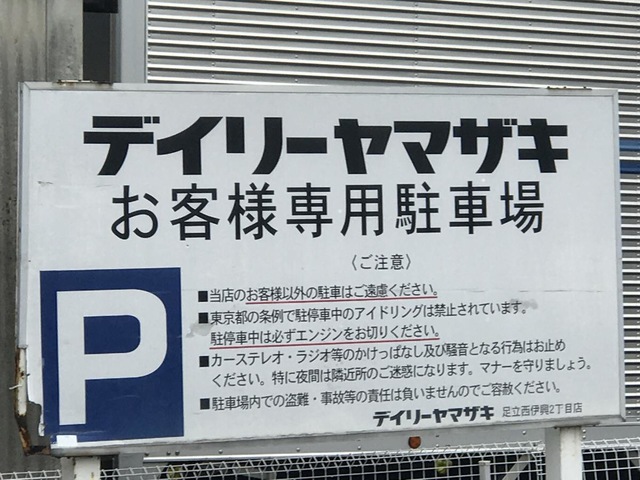 デイリーヤマザキ
お客様専用駐車場
〈ご注意〉
P
■当店のお客様以外の駐車はご遠慮ください。
■東京都の条例で駐停車中のアイドリングは禁止されています。
駐停車中は必ずエンジンをお切りください。
■カーステレオ・ラジオ等のかけっぱなし及び騒音となる行為はお止め
ください。特に夜間は隣近所のご迷惑になります。マナーを守りましょう。
■駐車場内での盗難・事故等の責任は負いませんのでご容赦ください。
デイリーヤマザキ 足立西伊興2丁目店